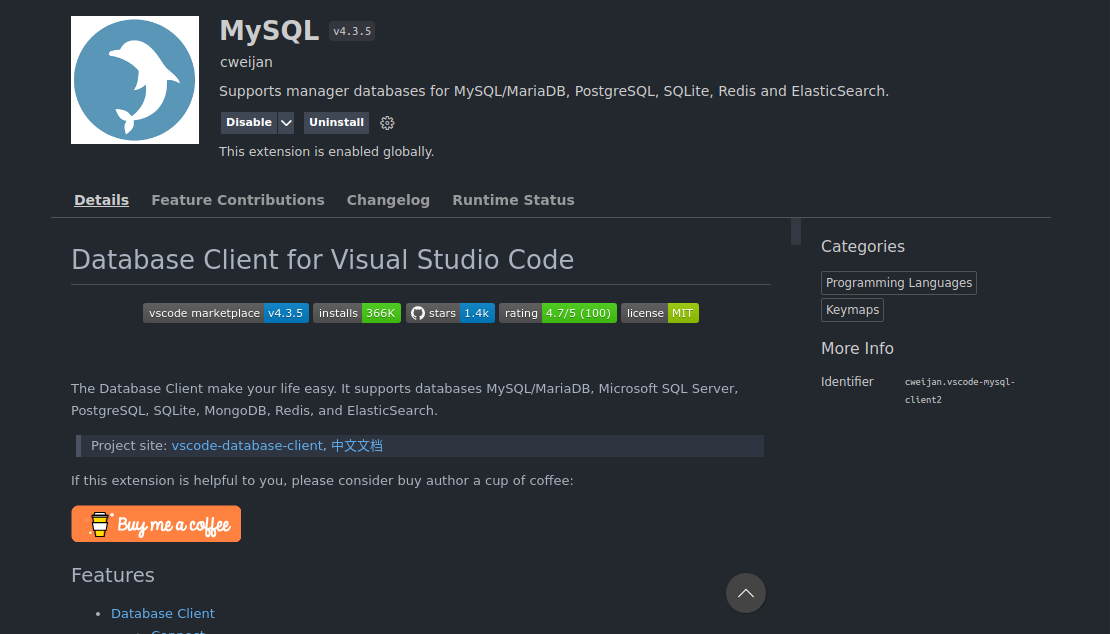 MySQL v4.3.5
cweijan
Supports manager databases for MySQL/MariaDB, PostgreSQL, SQLite, Redis and ElasticSearch.
Disable Uninstall
This extension is enabled globally.
Details Feature Contributions Changelog Runtime Status
Database Client for Visual Studio Code
vscode marketplace v4.3.5 installs 366K stars 1.4k rating 4.7/5 (100) license MIT
The Database Client make your life easy. It supports databases MySQL/MariaDB, Microsoft SQL Server,
PostgreSQL, SQLite, MongoDB, Redis, and ElasticSearch.
Project site: vscode-database-client, 中文文档
If this extension is helpful to you, please consider buy author a cup of coffee:
Buy me a coffee
Features
• Database Client
Connect
Categories
Programming Languages
Keymaps
More Info
Identifier cweijan.vscode-mysql-
client2